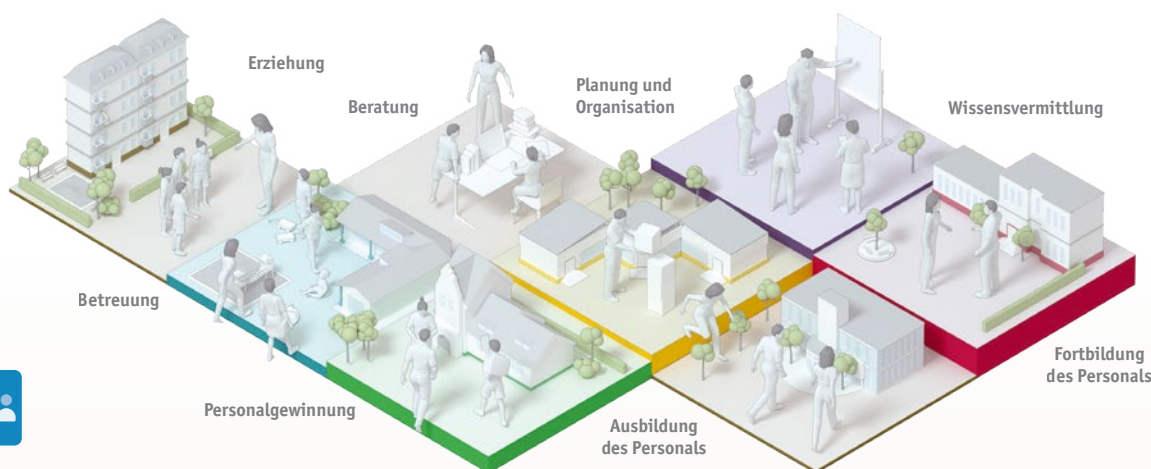 Erziehung
Beratung
Planung und
Organisation
Wissensvermittlung
Betreuung
Personalgewinnung
Ausbildung
des Personals
Fortbildung
des Personals